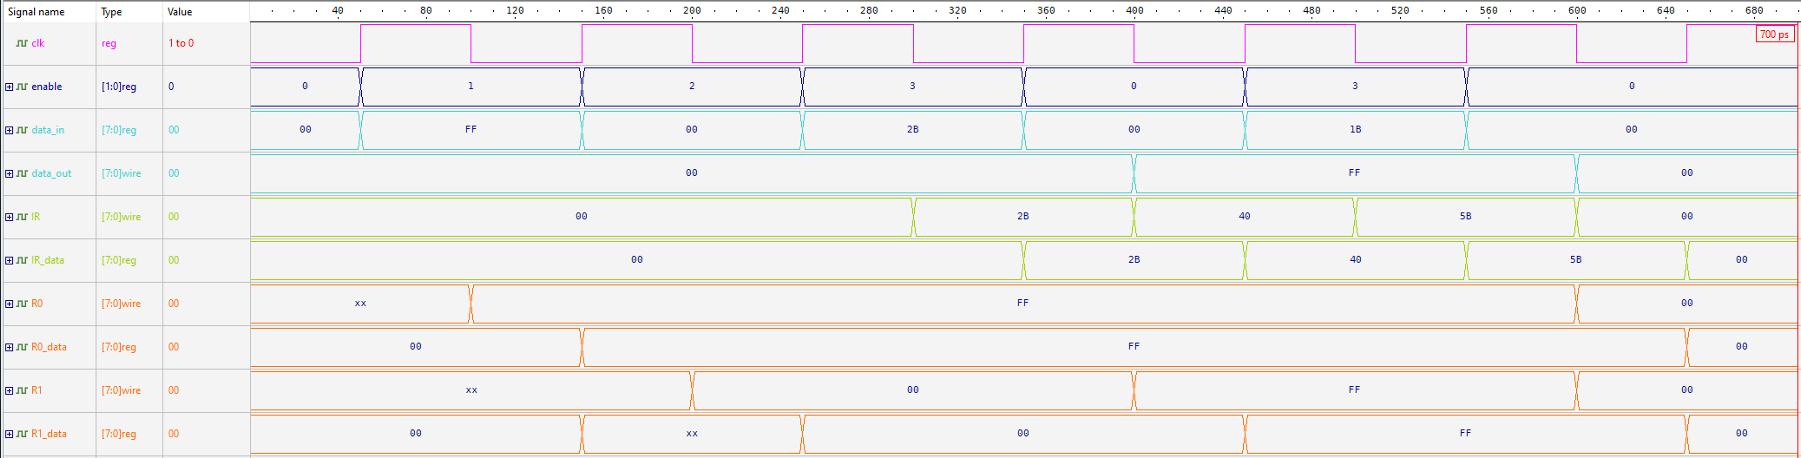 Signal name Type Value 40 80 120 160 200 240 280 320 360 400 440 480 520 560 600 640 680
clk reg 1 to 0 700 ps
enable [1:0]reg 0 0 1 2 3 0 3 0
data_in [7:0]reg 00 00 FF 00 2B 00 1B 00
data_out [7:0]wire 00 00 FF 00
IR [7:0]wire 00 00 2B 40 5B 00
IR_data [7:0]reg 00 00 2B 40 5B 00
R0 [7:0]wire 00 xx FF 00
R0_data [7:0]reg 00 00 FF 00
R1 [7:0]wire 00 xx 00 FF 00
R1_data [7:0]reg 00 00 xx 00 FF 00